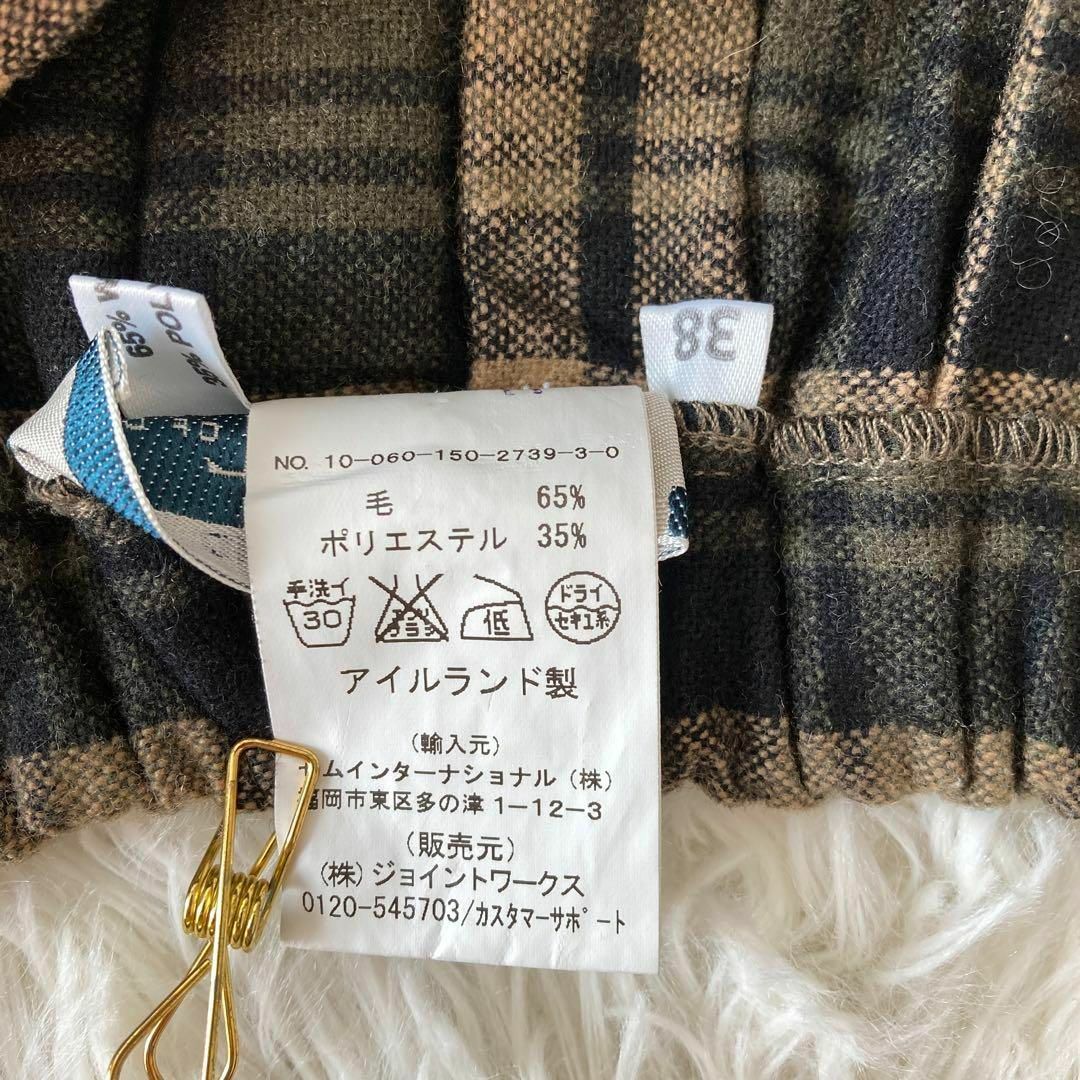 65%
35% POL
38
NO. 10-060-150-2739-3-0
毛 65%
ポリエステル 35%
手洗イ
30
低
ドライ
セキユ系
アイルランド製
(輸入元)
ムインターナショナル(株)
福岡市東区多の津1-12-3
(販売元)
(株)ジョイントワークス
0120-545703/カスタマーサポート